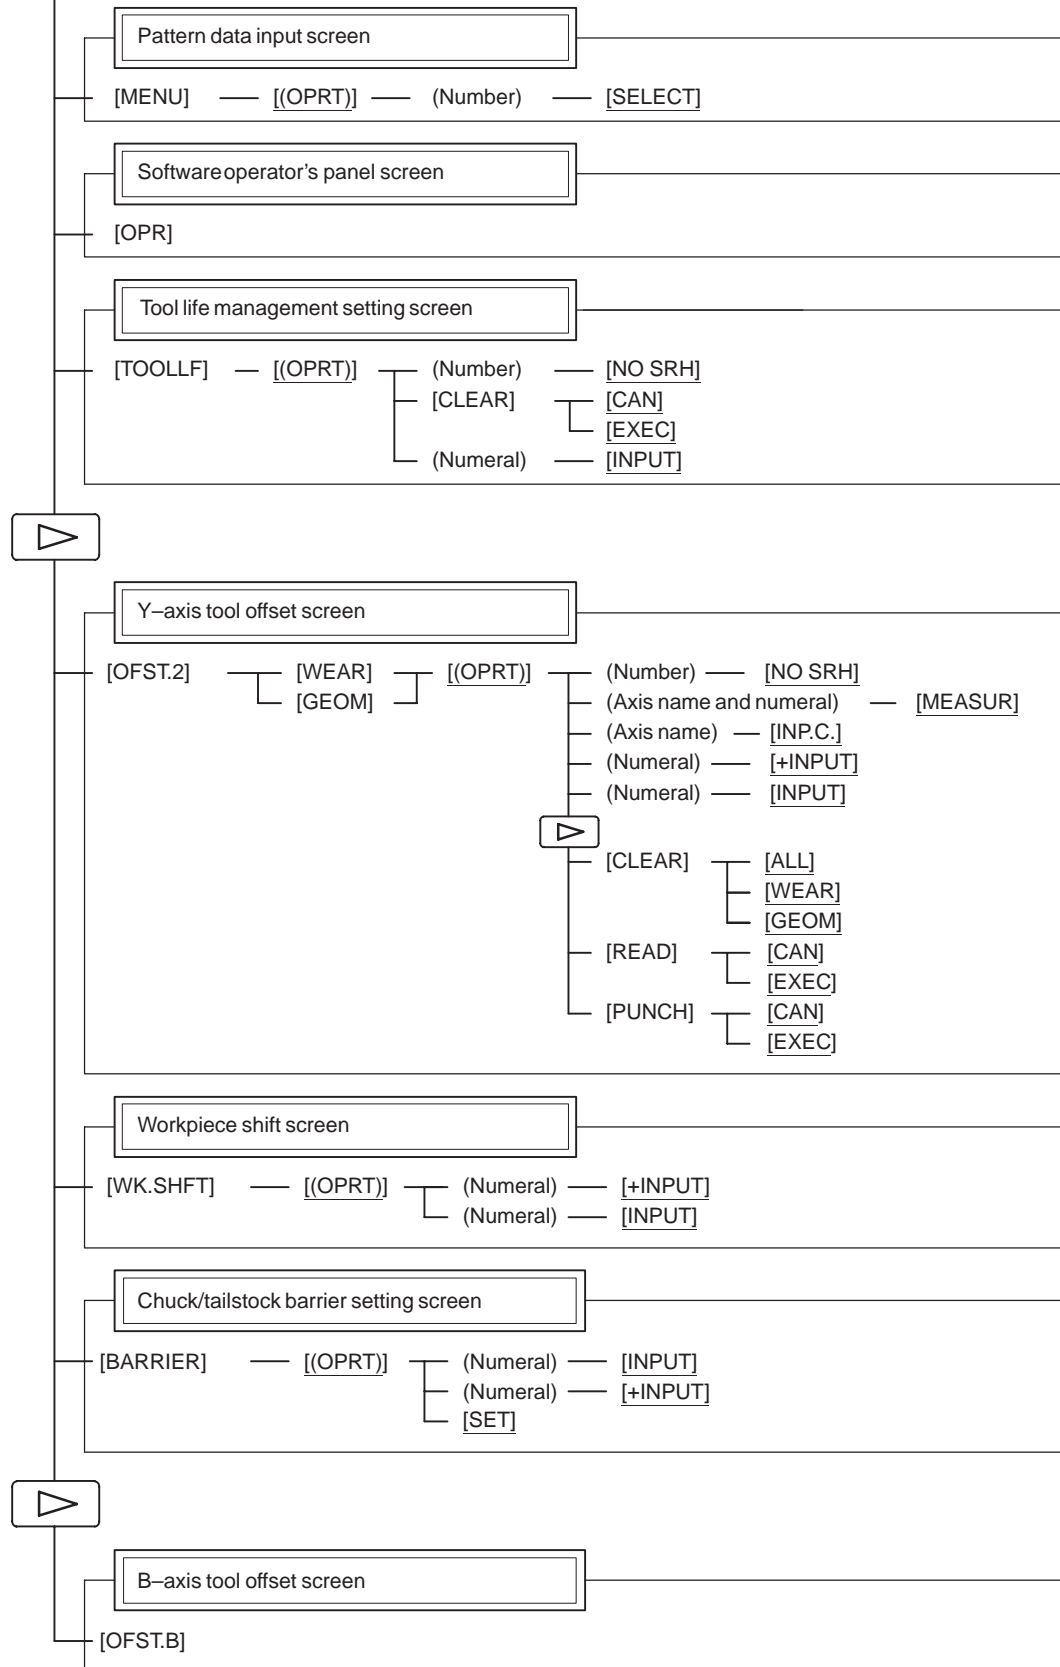 Pattern data input screen
[MENU] [(OPRT)] (Number) [SELECT]
Software operator's panel screen
[OPR]
Tool life management setting screen
[TOOLLF] [(OPRT)] (Number) [NO SRH]
[CLEAR] [CAN]
[EXEC]
(Numeral) [INPUT]
Y–axis tool offset screen
[OFST.2] [WEAR] [(OPRT)] (Number) [NO SRH]
[GEOM] (Axis name and numeral) [MEASUR]
(Axis name) [INP.C.]
(Numeral) [+INPUT]
(Numeral) [INPUT]
[CLEAR] [ALL]
[WEAR]
[GEOM]
[READ] [CAN]
[EXEC]
[PUNCH] [CAN]
[EXEC]
Workpiece shift screen
[WK.SHFT] [(OPRT)] (Numeral) [+INPUT]
(Numeral) [INPUT]
Chuck/tailstock barrier setting screen
[BARRIER] [(OPRT)] (Numeral) [INPUT]
(Numeral) [+INPUT]
[SET]
B–axis tool offset screen
[OFST.B]